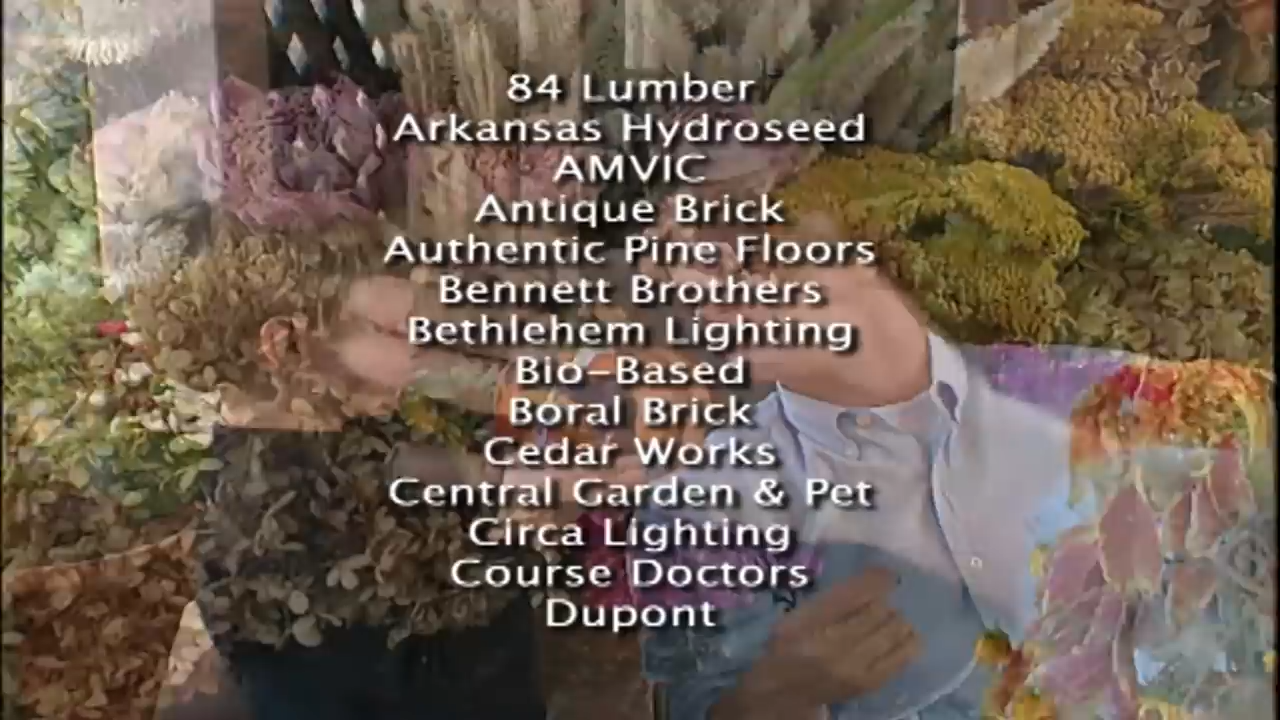 84 Lumber
Arkansas Hydroseed
AMVIC
Antique Brick
Authentic Pine Floors
Bennett Brothers
Bethlehem Lighting
Bio-Based
Boral Brick
Cedar Works
Central Garden & Pet
Circa Lighting
Course Doctors
Dupont